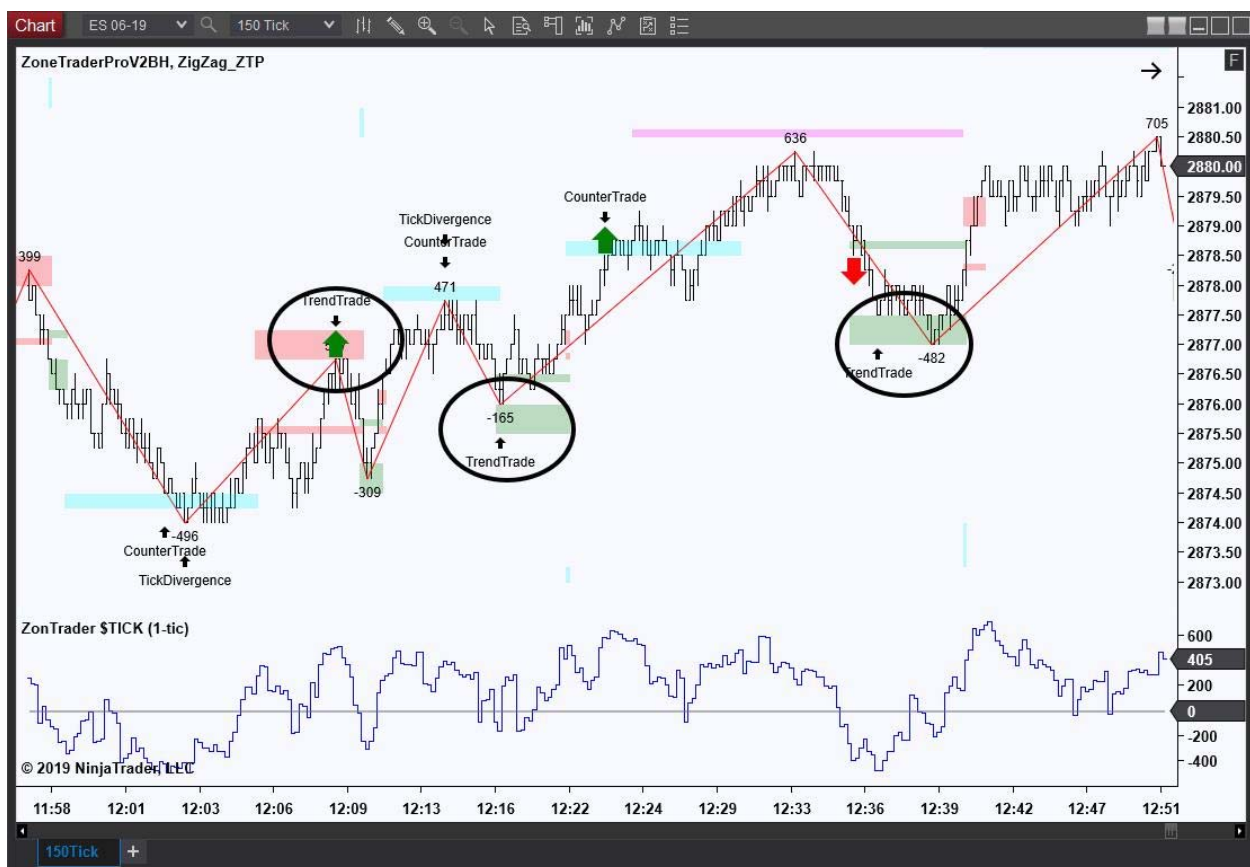 Chart
ES 06-19
150 Tick
ZoneTraderProV2BH, ZigZag_ZTP
F
2881.00
2880.50
2880.00
2879.50
2879.00
2878.50
2878.00
2877.50
2877.00
2876.50
2876.00
2875.50
2875.00
2874.50
2874.00
2873.50
2873.00
705
636
CounterTrade
TickDivergence
CounterTrade
399
471
TrendTrade
-482
TrendTrade
-165
TrendTrade
-309
-496
CounterTrade
TickDivergence
ZonTrader $TICK (1-tic)
600
405
200
0
-200
-400
© 2019 NinjaTrader, LLC
11:58 12:01 12:03 12:06 12:09 12:14 12:16 12:22 12:24 12:29 12:33 12:36 12:39 12:42 12:47 12:51
150Tick +